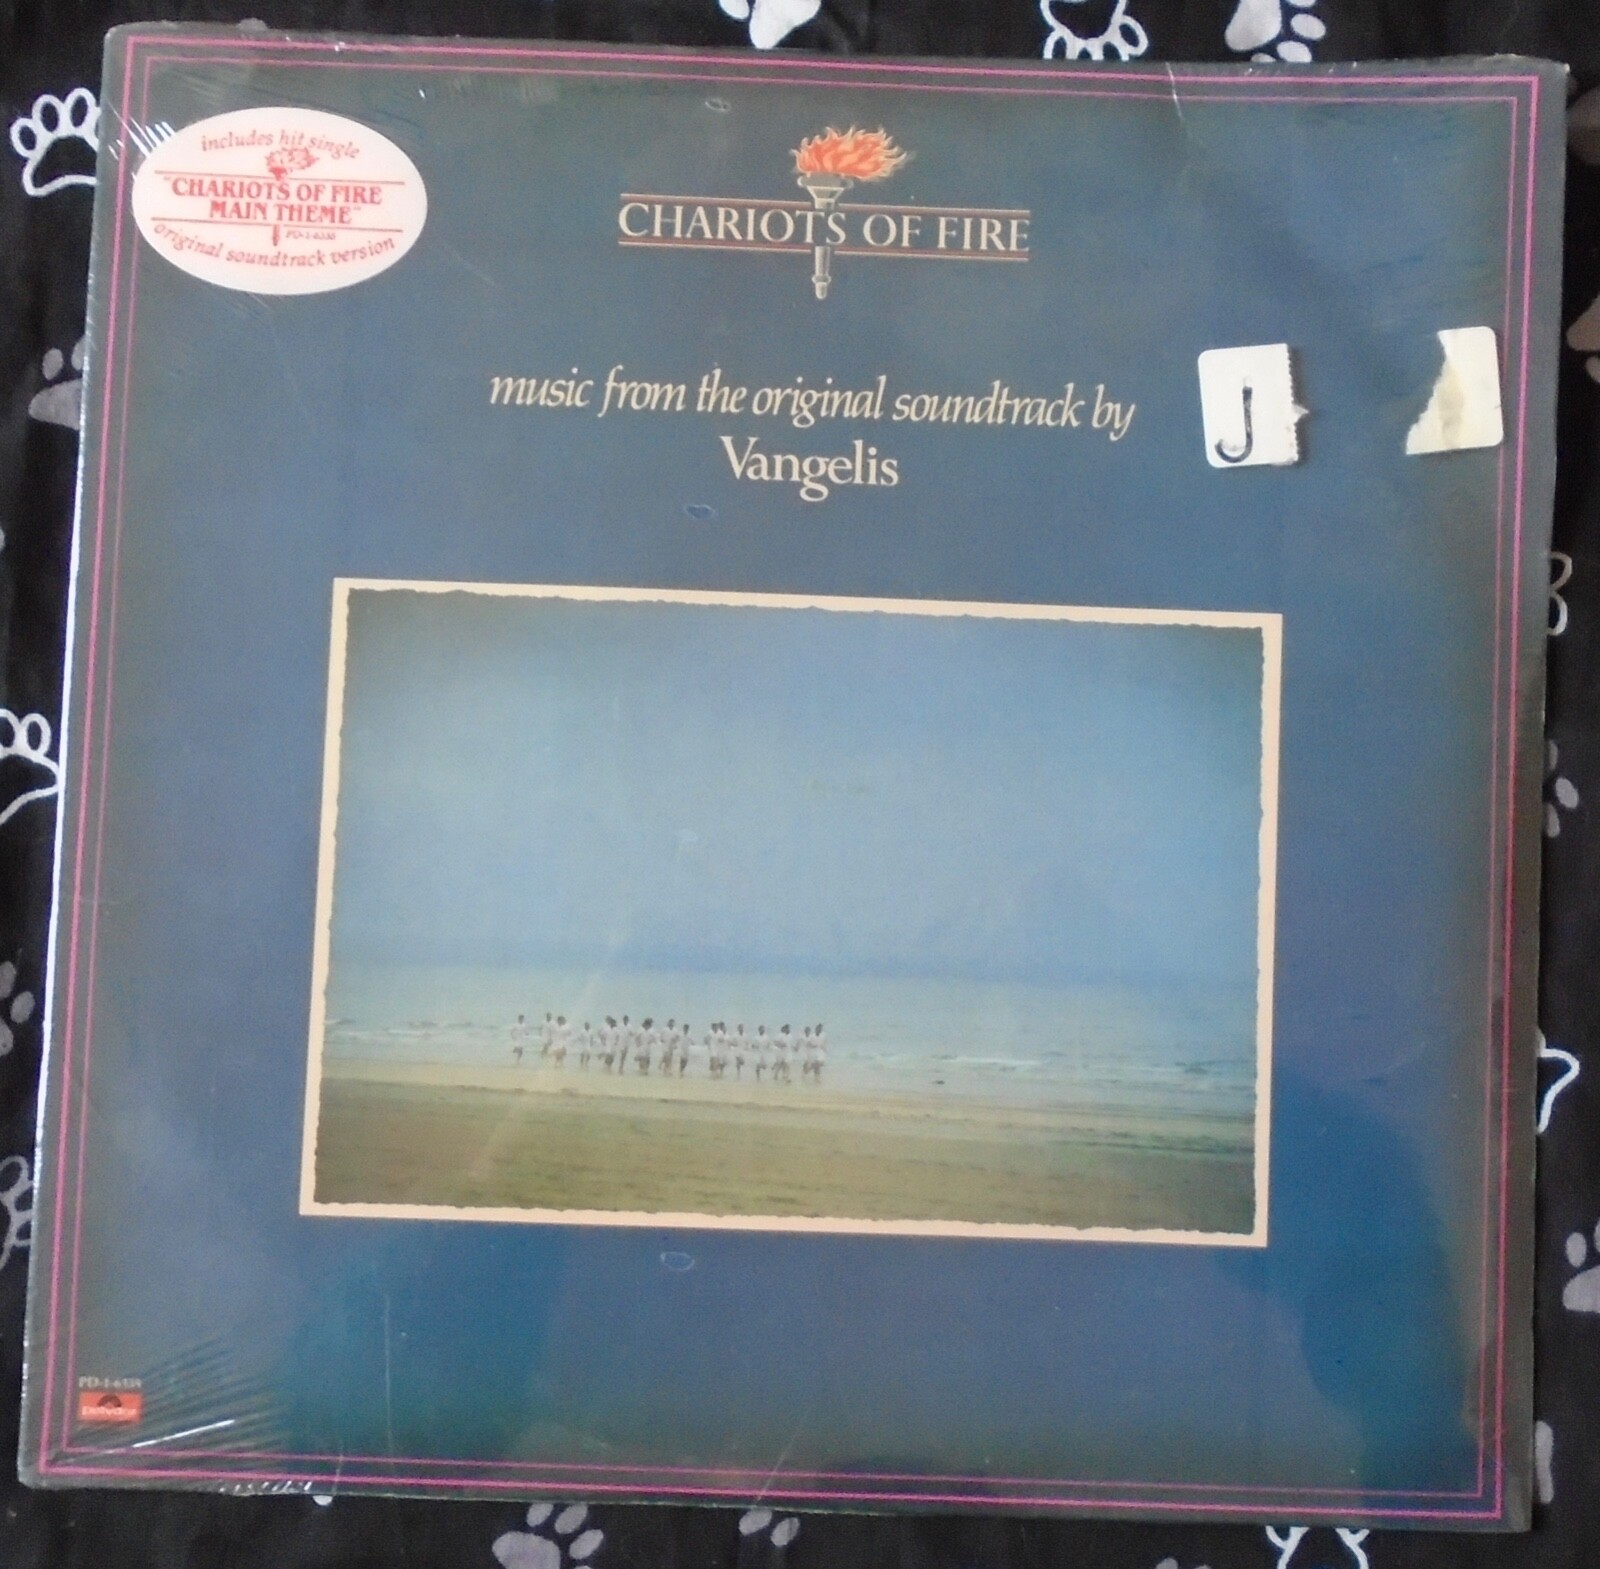 includes hit single
"CHARIOTS OF FIRE
MAIN THEME"
original soundtrack version
CHARIOTS OF FIRE
music from the original soundtrack by
Vangelis
J
polydor